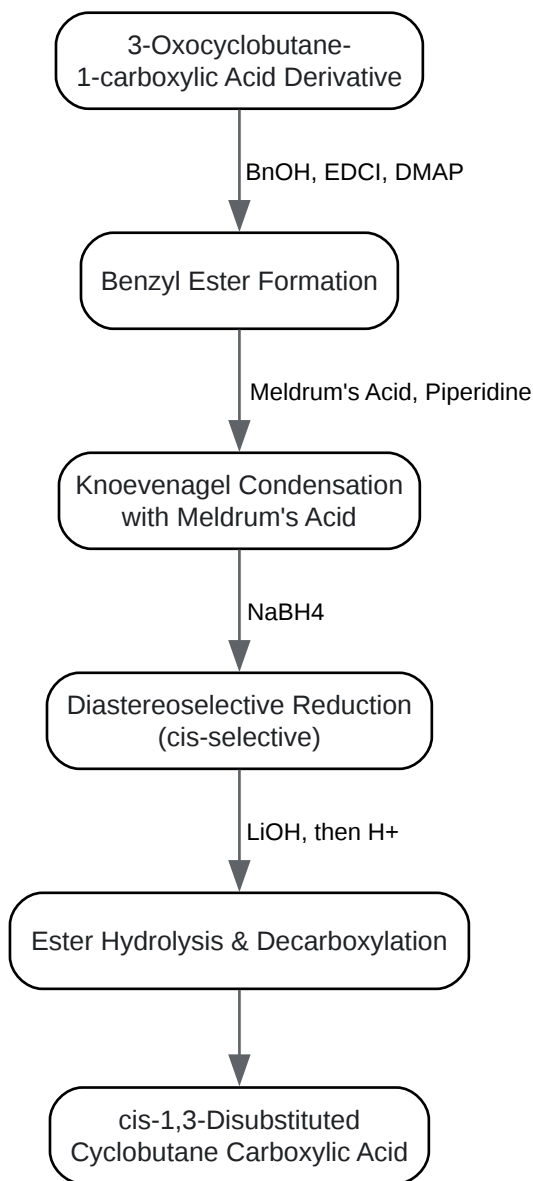 3-Oxocyclobutane-
1-carboxylic Acid Derivative
BnOH, EDCI, DMAP
Benzyl Ester Formation
Meldrum's Acid, Piperidine
Knoevenagel Condensation
with Meldrum's Acid
NaBH4
Diastereoselective Reduction
(cis-selective)
LiOH, then H+
Ester Hydrolysis & Decarboxylation
cis-1,3-Disubstituted
Cyclobutane Carboxylic Acid